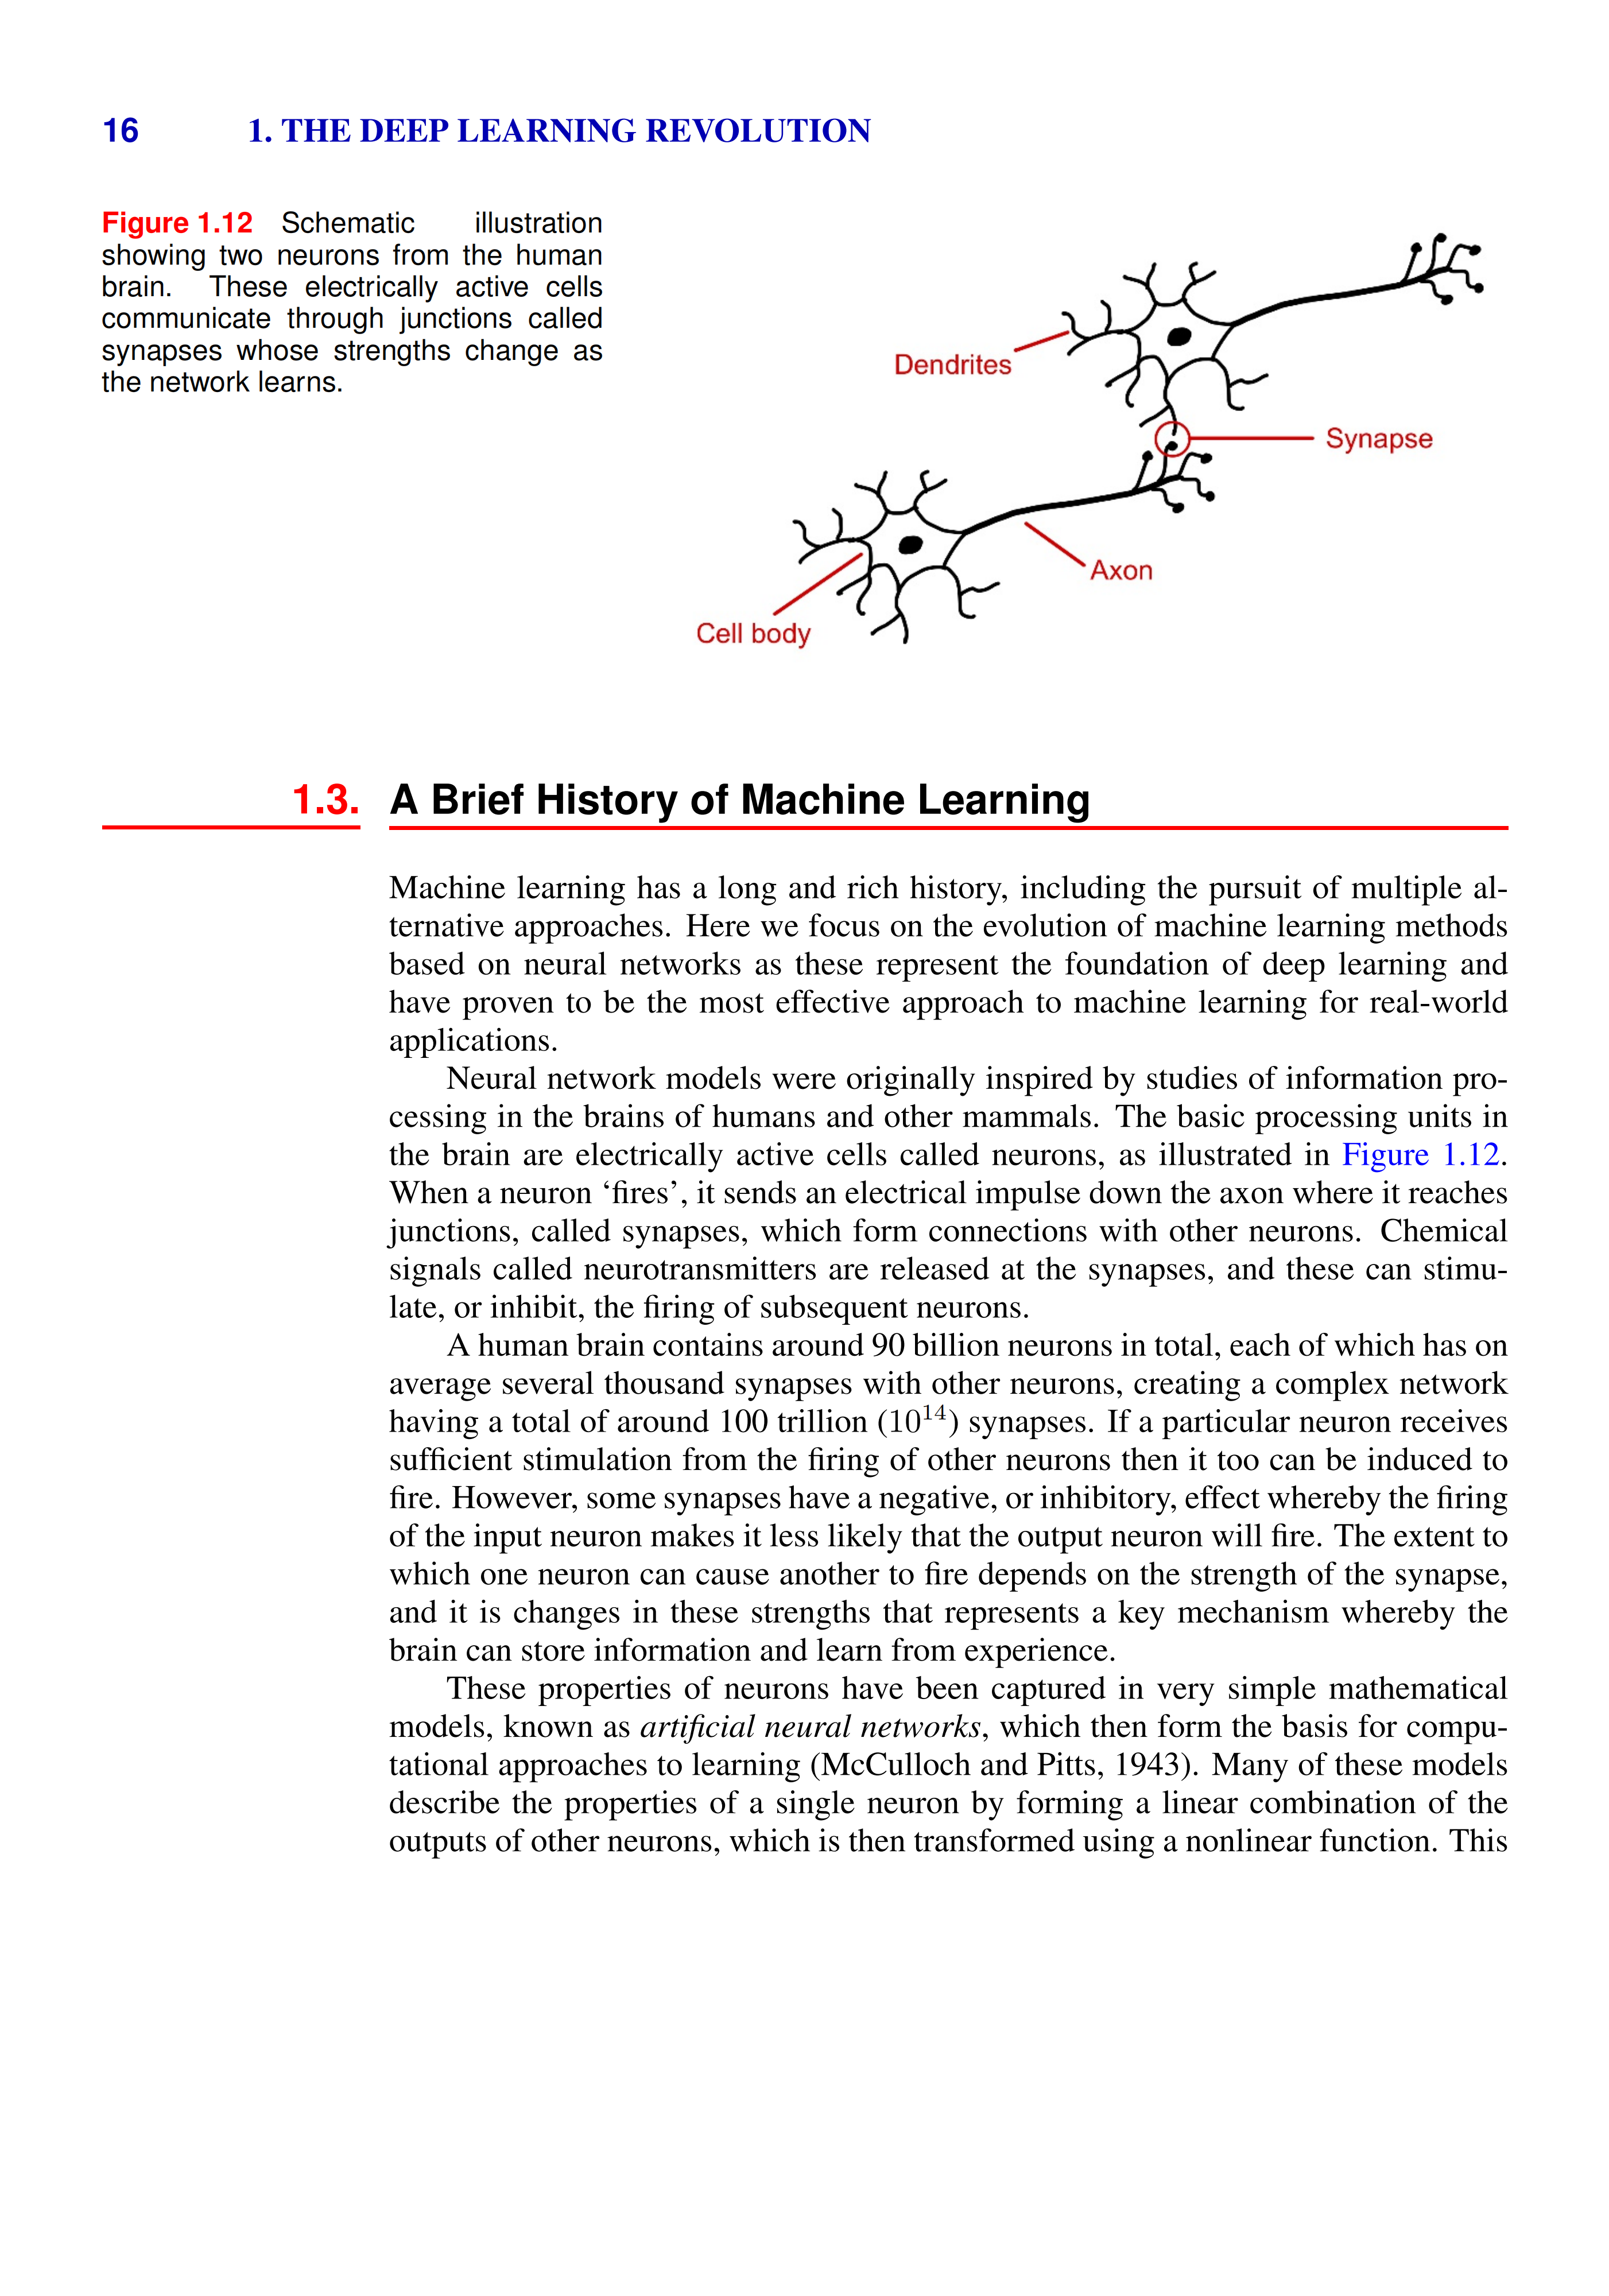 16 1. THE DEEP LEARNING REVOLUTION
Figure 1.12 Schematic illustration
showing two neurons from the human
brain. These electrically active cells
communicate through junctions called
synapses whose strengths change as
the network learns.
Dendrites
Synapse
Axon
Cell body
1.3. A Brief History of Machine Learning
Machine learning has a long and rich history, including the pursuit of multiple al-
ternative approaches. Here we focus on the evolution of machine learning methods
based on neural networks as these represent the foundation of deep learning and
have proven to be the most effective approach to machine learning for real-world
applications.
Neural network models were originally inspired by studies of information pro-
cessing in the brains of humans and other mammals. The basic processing units in
the brain are electrically active cells called neurons, as illustrated in Figure 1.12.
When a neuron ‘fires’, it sends an electrical impulse down the axon where it reaches
junctions, called synapses, which form connections with other neurons. Chemical
signals called neurotransmitters are released at the synapses, and these can stimu-
late, or inhibit, the firing of subsequent neurons.
A human brain contains around 90 billion neurons in total, each of which has on
average several thousand synapses with other neurons, creating a complex network
having a total of around 100 trillion (10¹⁴) synapses. If a particular neuron receives
sufficient stimulation from the firing of other neurons then it too can be induced to
fire. However, some synapses have a negative, or inhibitory, effect whereby the firing
of the input neuron makes it less likely that the output neuron will fire. The extent to
which one neuron can cause another to fire depends on the strength of the synapse,
and it is changes in these strengths that represents a key mechanism whereby the
brain can store information and learn from experience.
These properties of neurons have been captured in very simple mathematical
models, known as artificial neural networks, which then form the basis for compu-
tational approaches to learning (McCulloch and Pitts, 1943). Many of these models
describe the properties of a single neuron by forming a linear combination of the
outputs of other neurons, which is then transformed using a nonlinear function. This